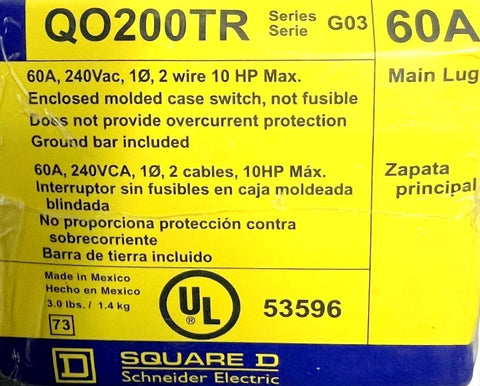 QO200TR Series G03 60A
Serie
60A, 240Vac, 1Ø, 2 wire 10 HP Max. Main Lug
Enclosed molded case switch, not fusible
Does not provide overcurrent protection
Ground bar included
60A, 240VCA, 1Ø, 2 cables, 10HP Máx. Zapata
Interruptor sin fusibles en caja moldeada principal
blindada
No proporciona protección contra
sobrecorriente
Barra de tierra incluido
Made in Mexico
Hecho en Mexico
3.0 lbs. / 1.4 kg
UL ® 53596
73
D SQUARE D
Schneider Electric